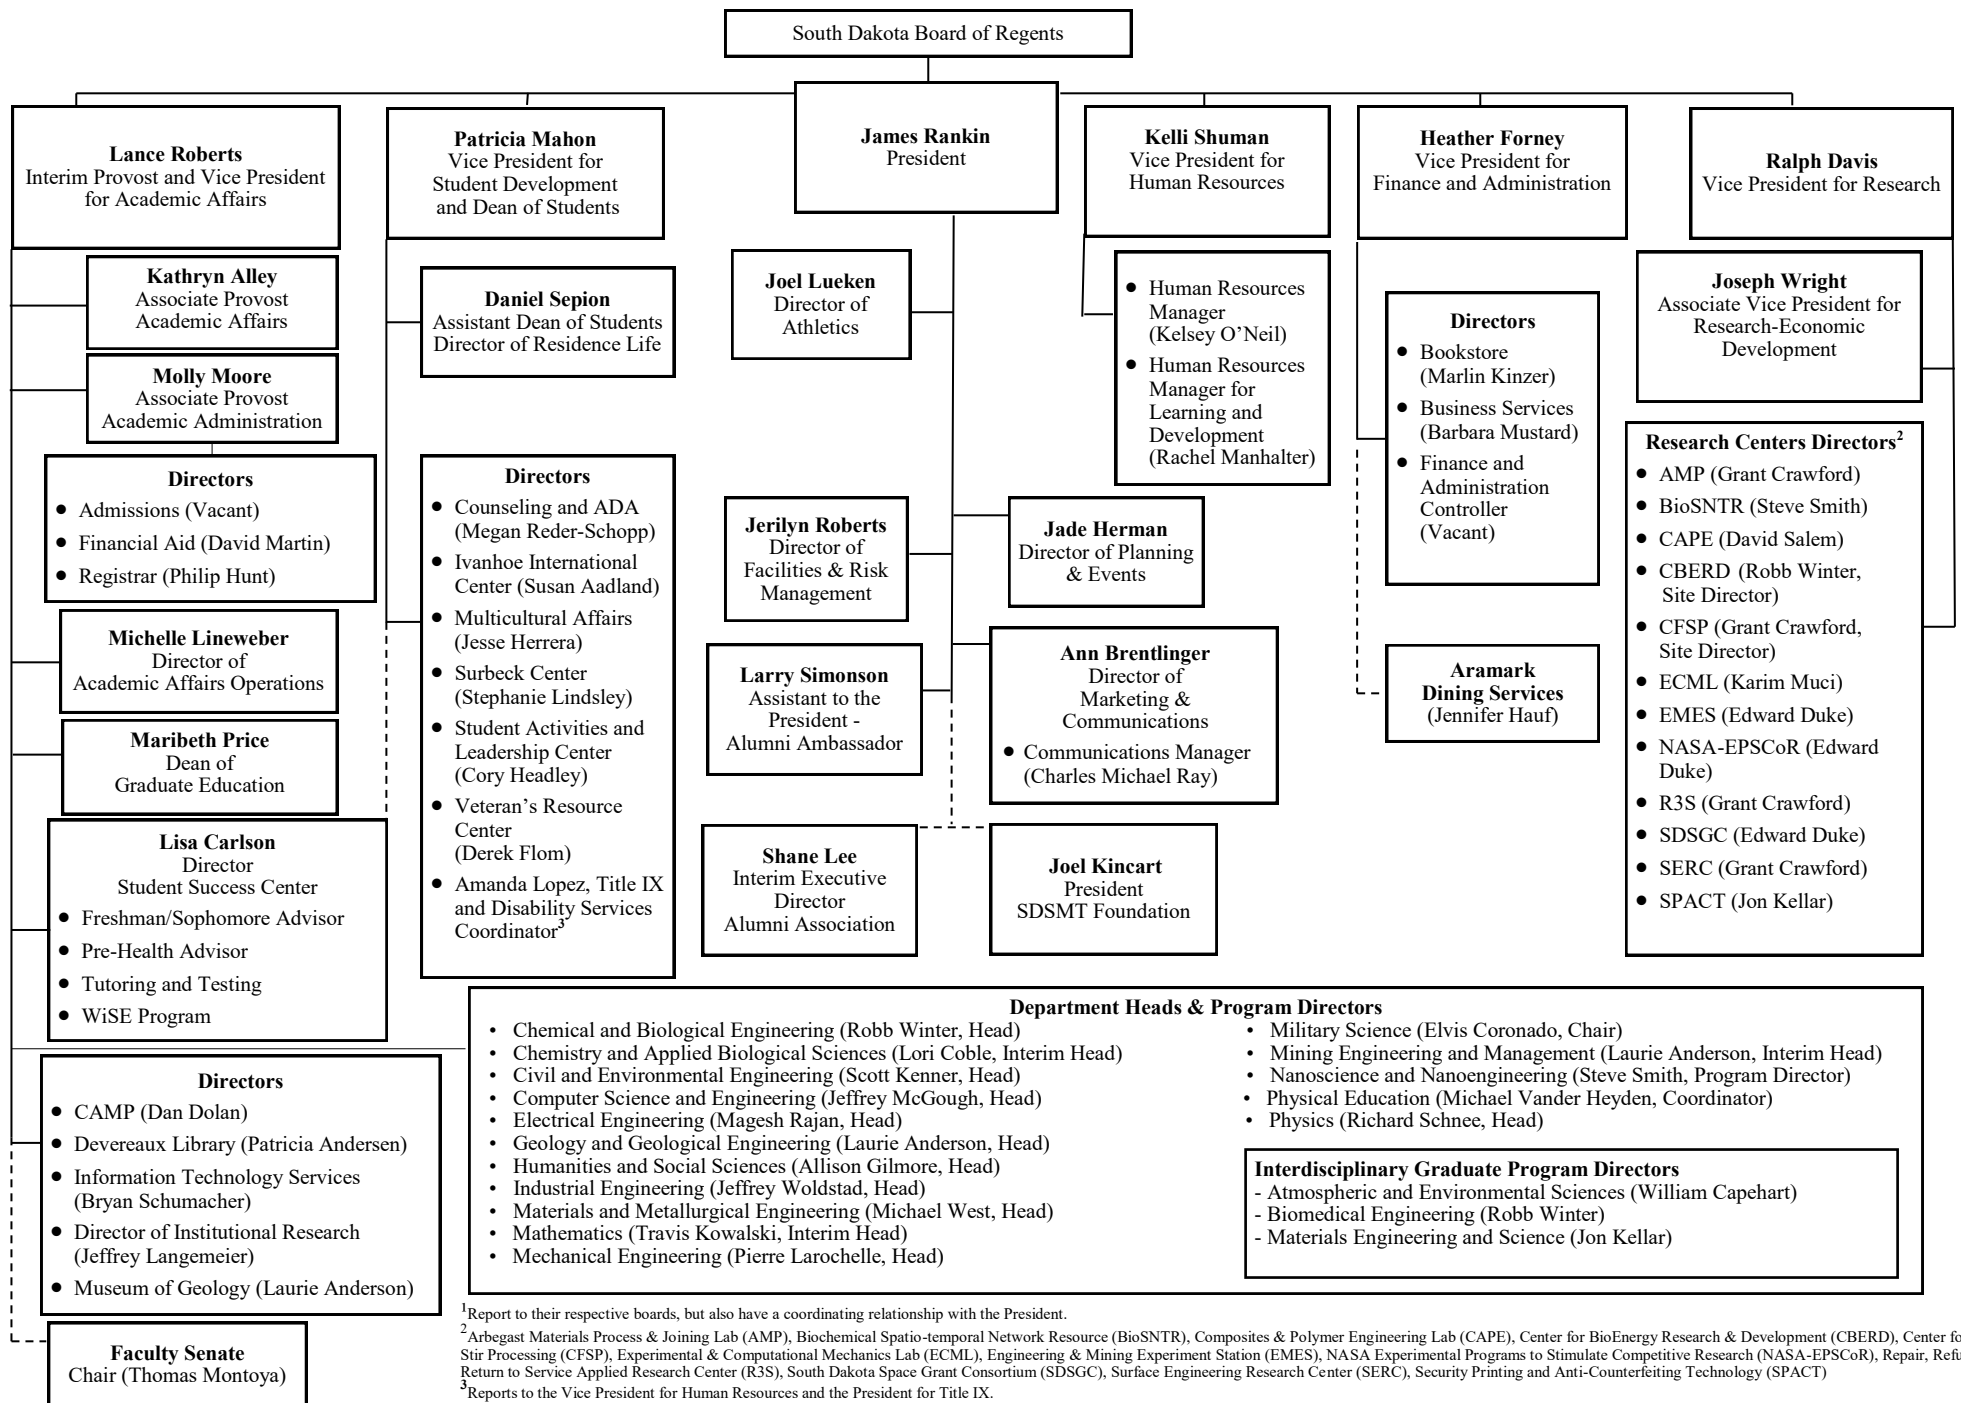 South Dakota Board of Regents
James Rankin
President
Lance Roberts
Interim Provost and Vice President
for Academic Affairs
Patricia Mahon
Vice President for
Student Development
and Dean of Students
Kelli Shuman
Vice President for
Human Resources
Heather Forney
Vice President for
Finance and Administration
Ralph Davis
Vice President for Research
Kathryn Alley
Associate Provost
Academic Affairs
Molly Moore
Associate Provost
Academic Administration
Directors
• Admissions (Vacant)
• Financial Aid (David Martin)
• Registrar (Philip Hunt)
Michelle Lineweber
Director of
Academic Affairs Operations
Maribeth Price
Dean of
Graduate Education
Lisa Carlson
Director
Student Success Center
• Freshman/Sophomore Advisor
• Pre-Health Advisor
• Tutoring and Testing
• WiSE Program
Directors
• CAMP (Dan Dolan)
• Devereaux Library (Patricia Andersen)
• Information Technology Services
(Bryan Schumacher)
• Director of Institutional Research
(Jeffrey Langemeier)
• Museum of Geology (Laurie Anderson)
Faculty Senate
Chair (Thomas Montoya)
Daniel Sepion
Assistant Dean of Students
Director of Residence Life
Directors
• Counseling and ADA
(Megan Reder-Schopp)
• Ivanhoe International
Center (Susan Aadland)
• Multicultural Affairs
(Jesse Herrera)
• Surbeck Center
(Stephanie Lindsley)
• Student Activities and
Leadership Center
(Cory Headley)
• Veteran's Resource
Center
(Derek Flom)
• Amanda Lopez, Title IX
and Disability Services
Coordinator3
Joel Lueken
Director of
Athletics
Jerilyn Roberts
Director of
Facilities & Risk
Management
Jade Herman
Director of Planning
& Events
Larry Simonson
Assistant to the
President -
Alumni Ambassador
Ann Brentlinger
Director of
Marketing &
Communications
• Communications Manager
(Charles Michael Ray)
Shane Lee
Interim Executive
Director
Alumni Association
Joel Kincart
President
SDSMT Foundation
• Human Resources
Manager
(Kelsey O'Neil)
• Human Resources
Manager for
Learning and
Development
(Rachel Manhalter)
Directors
• Bookstore
(Marlin Kinzer)
• Business Services
(Barbara Mustard)
• Finance and
Administration
Controller
(Vacant)
Aramark
Dining Services
(Jennifer Hauf)
Joseph Wright
Associate Vice President for
Research-Economic
Development
Research Centers Directors2
• AMP (Grant Crawford)
• BioSNTR (Steve Smith)
• CAPE (David Salem)
• CBERD (Robb Winter,
Site Director)
• CFSP (Grant Crawford,
Site Director)
• ECML (Karim Muci)
• EMES (Edward Duke)
• NASA-EPSCoR (Edward
Duke)
• R3S (Grant Crawford)
• SDSGC (Edward Duke)
• SERC (Grant Crawford)
• SPACT (Jon Kellar)
Department Heads & Program Directors
• Chemical and Biological Engineering (Robb Winter, Head)
• Chemistry and Applied Biological Sciences (Lori Coble, Interim Head)
• Civil and Environmental Engineering (Scott Kenner, Head)
• Computer Science and Engineering (Jeffrey McGough, Head)
• Electrical Engineering (Magesh Rajan, Head)
• Geology and Geological Engineering (Laurie Anderson, Head)
• Humanities and Social Sciences (Allison Gilmore, Head)
• Industrial Engineering (Jeffrey Woldstad, Head)
• Materials and Metallurgical Engineering (Michael West, Head)
• Mathematics (Travis Kowalski, Interim Head)
• Mechanical Engineering (Pierre Larochelle, Head)
• Military Science (Elvis Coronado, Chair)
• Mining Engineering and Management (Laurie Anderson, Interim Head)
• Nanoscience and Nanoengineering (Steve Smith, Program Director)
• Physical Education (Michael Vander Heyden, Coordinator)
• Physics (Richard Schnee, Head)
Interdisciplinary Graduate Program Directors
- Atmospheric and Environmental Sciences (William Capehart)
- Biomedical Engineering (Robb Winter)
- Materials Engineering and Science (Jon Kellar)
1Report to their respective boards, but also have a coordinating relationship with the President.
2Arbegast Materials Process & Joining Lab (AMP), Biochemical Spatio-temporal Network Resource (BioSNTR), Composites & Polymer Engineering Lab (CAPE), Center for BioEnergy Research & Development (CBERD), Center fo
Stir Processing (CFSP), Experimental & Computational Mechanics Lab (ECML), Engineering & Mining Experiment Station (EMES), NASA Experimental Programs to Stimulate Competitive Research (NASA-EPSCoR), Repair, Refu
Return to Service Applied Research Center (R3S), South Dakota Space Grant Consortium (SDSGC), Surface Engineering Research Center (SERC), Security Printing and Anti-Counterfeiting Technology (SPACT)
3Reports to the Vice President for Human Resources and the President for Title IX.